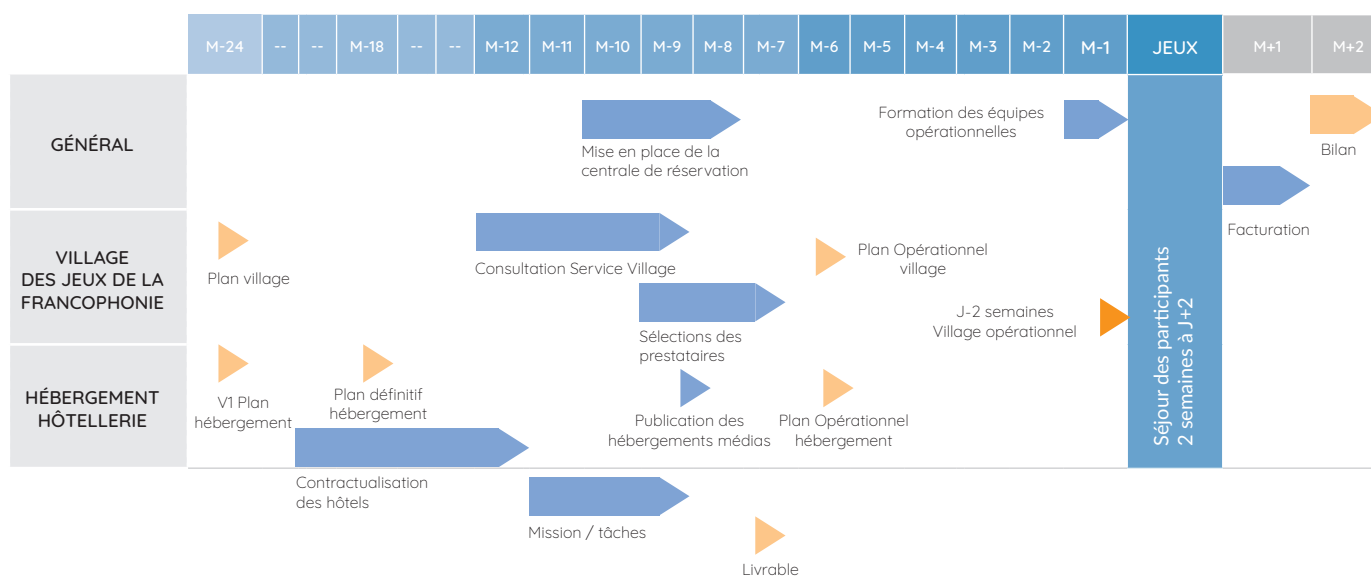 M-24 -- -- M-18 -- -- M-12 M-11 M-10 M-9 M-8 M-7 M-6 M-5 M-4 M-3 M-2 M-1 JEUX M+1 M+2
GÉNÉRAL
Mise en place de la
centrale de réservation
Formation des équipes
opérationnelles
Bilan
Facturation
VILLAGE
DES JEUX DE LA
FRANCOPHONIE
Plan village
Consultation Service Village
Plan Opérationnel
village
Sélections des
prestataires
J-2 semaines
Village opérationnel
Séjour des participants
2 semaines à J+2
HÉBERGEMENT
HÔTELLERIE
V1 Plan
hébergement
Plan définitif
hébergement
Publication des
hébergements médias
Plan Opérationnel
hébergement
Contractualisation
des hôtels
Mission / tâches
Livrable